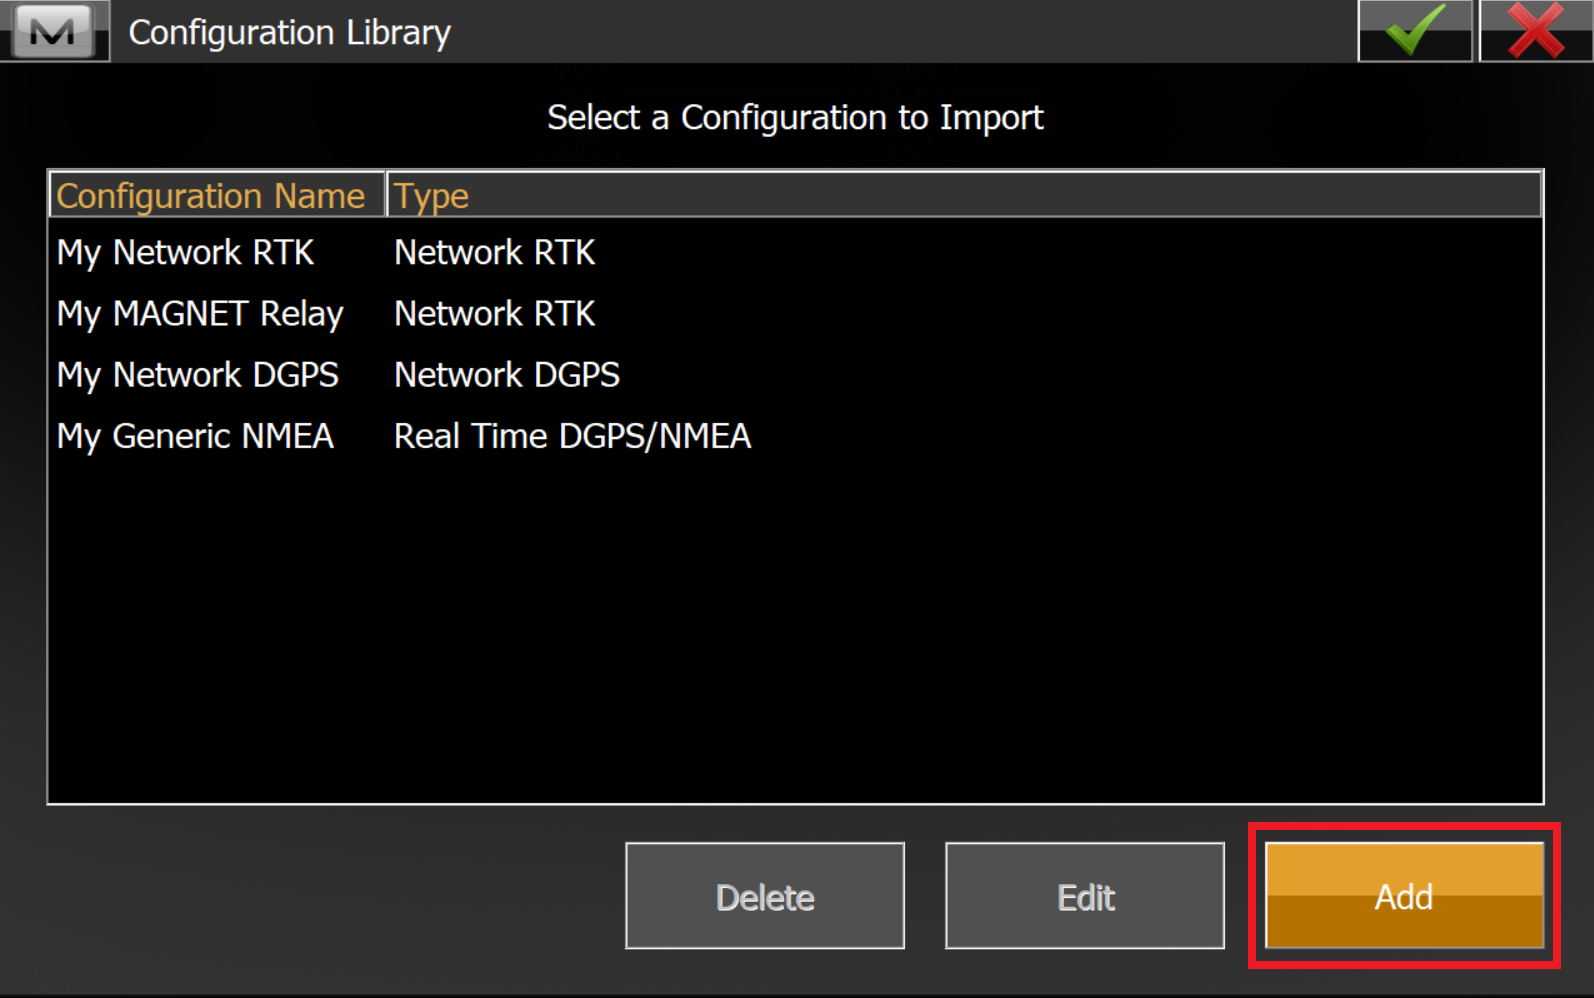 M Configuration Library
Select a Configuration to Import
Configuration Name Type
My Network RTK Network RTK
My MAGNET Relay Network RTK
My Network DGPS Network DGPS
My Generic NMEA Real Time DGPS/NMEA
Delete Edit Add